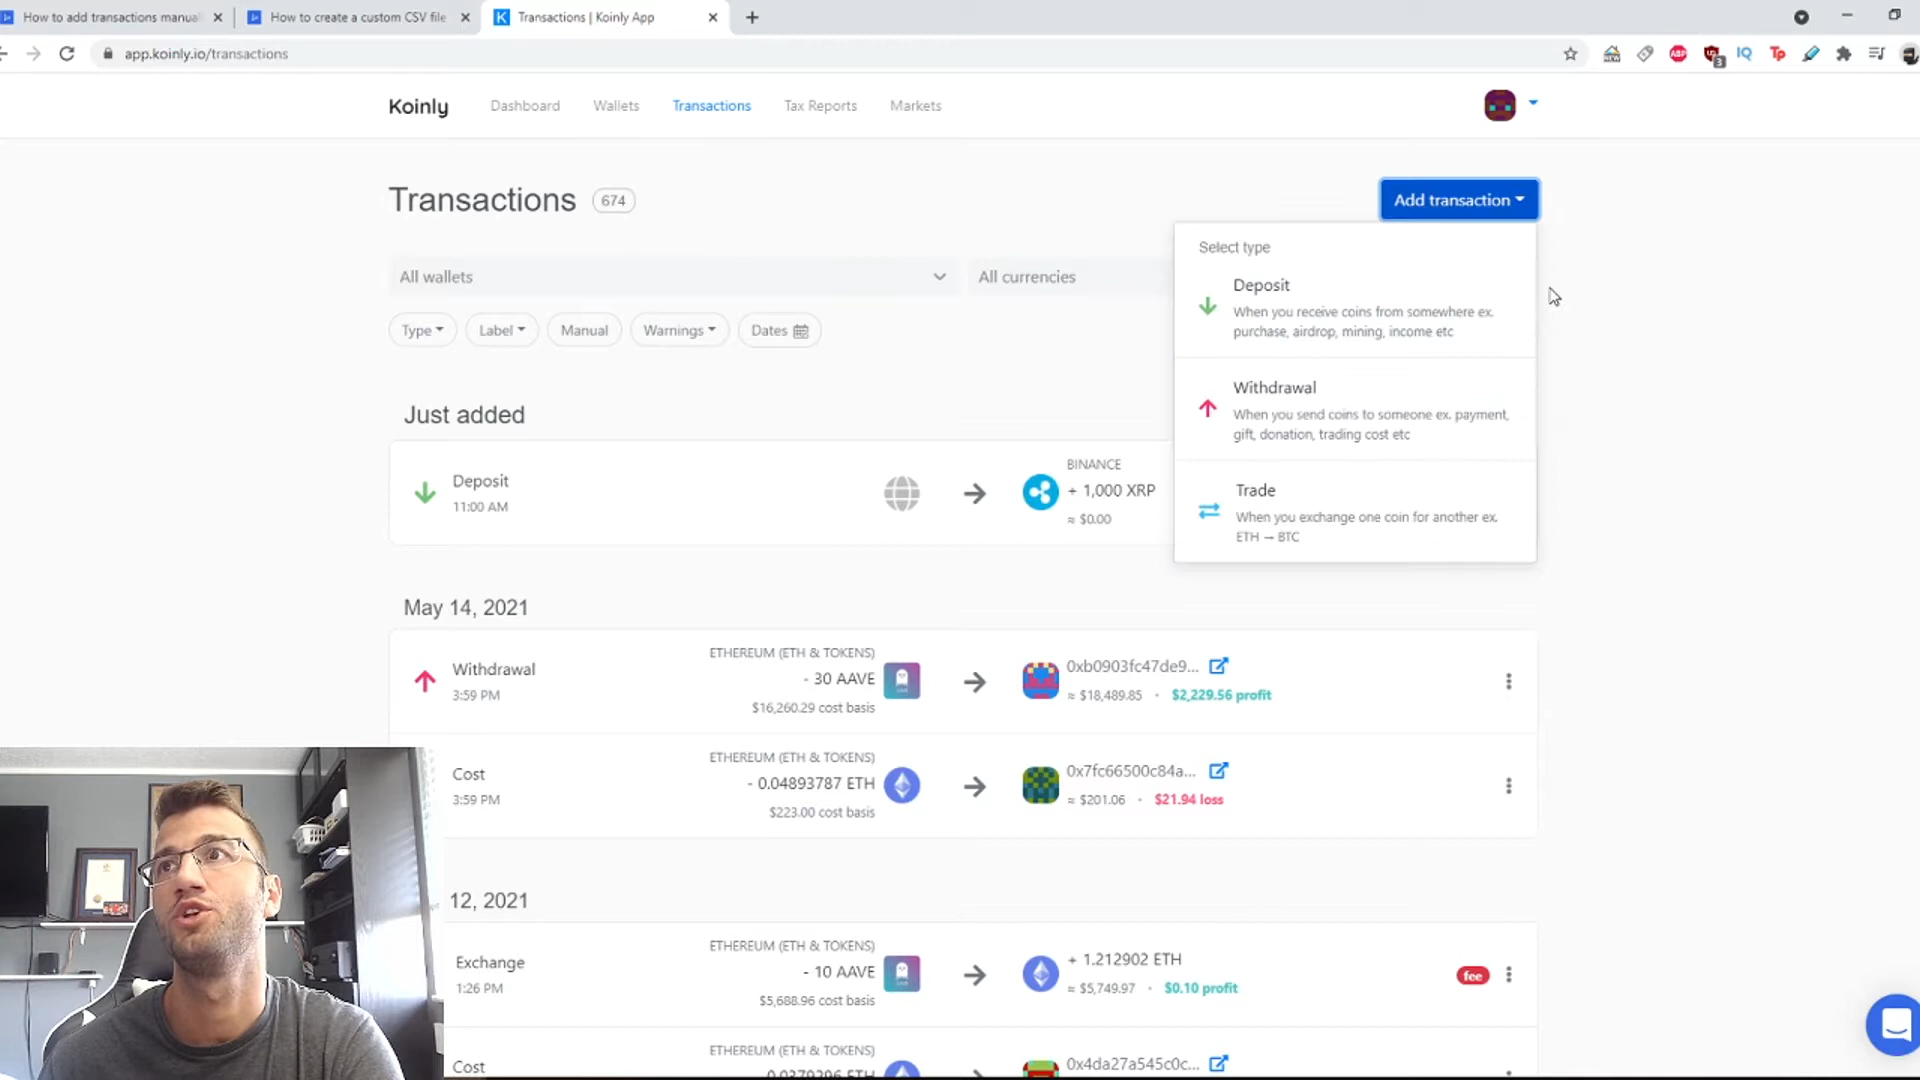 How to add transactions manua
How to create a custom CSV file
Transactions | Koinly App
app.koinly.io/transactions
NEW
ABP
3
IQ
Tp
Koinly
Dashboard
Wallets
Transactions
Tax Reports
Markets
Transactions
674
Add transaction
All wallets
All currencies
Type
Label
Manual
Warnings
Dates
Select type
Deposit
When you receive coins from somewhere ex.
purchase, airdrop, mining, income etc
Withdrawal
When you send coins to someone ex. payment,
gift, donation, trading cost etc
Trade
When you exchange one coin for another ex.
ETH → BTC
Just added
Deposit
11:00 AM
BINANCE
+ 1,000 XRP
≈ $0.00
May 14, 2021
Withdrawal
3:59 PM
ETHEREUM (ETH & TOKENS)
- 30 AAVE
$16,260.29 cost basis
0xb0903fc47de9...
≈ $18,489.85 • $2,229.56 profit
Cost
3:59 PM
ETHEREUM (ETH & TOKENS)
- 0.04893787 ETH
$223.00 cost basis
0x7fc66500c84a...
≈ $201.06 • $21.94 loss
12, 2021
Exchange
1:26 PM
ETHEREUM (ETH & TOKENS)
- 10 AAVE
$5,688.96 cost basis
+ 1.212902 ETH
≈ $5,749.97 • $0.10 profit
fee
Cost
ETHEREUM (ETH & TOKENS)
0.0379296 ETH
0x4da27a545c0c...